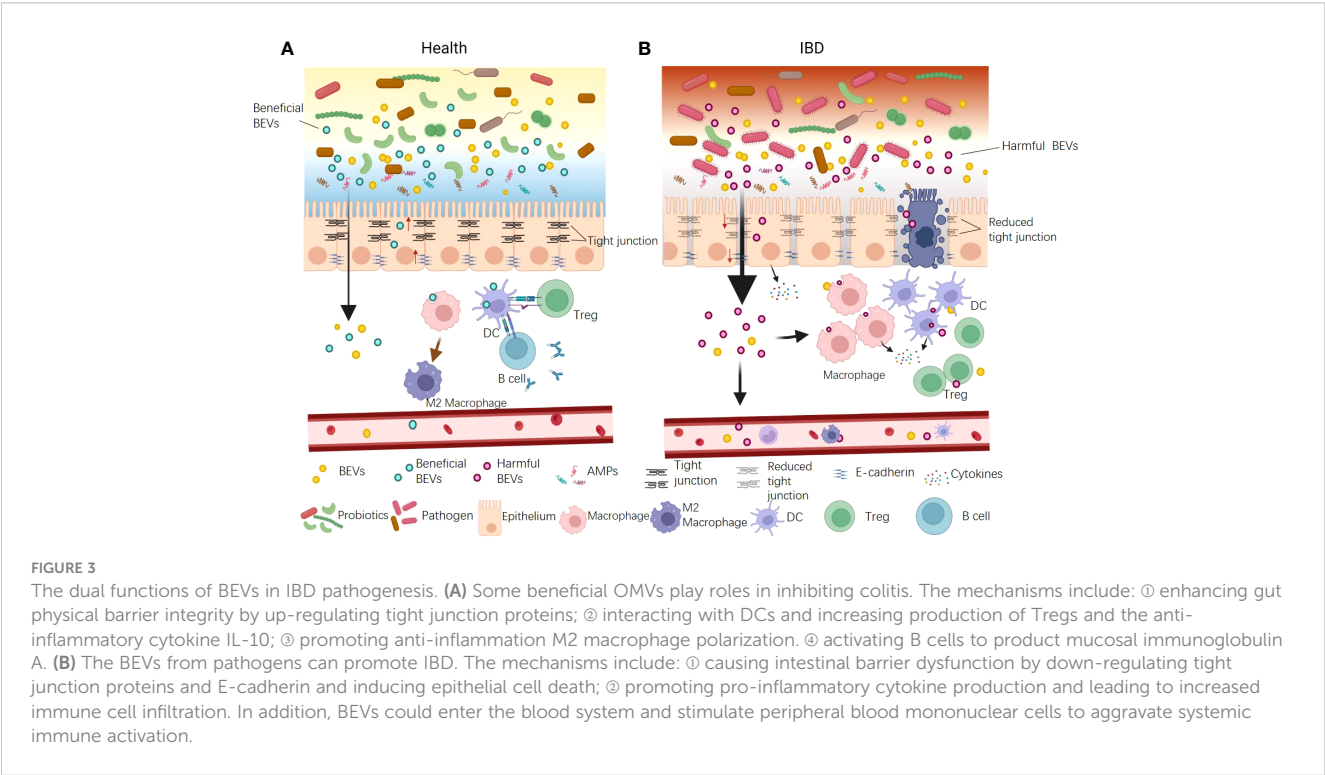 A
Health
Beneficial
BEVs
Tight junction
DC
Treg
B cell
M2 Macrophage
B
IBD
Harmful BEVs
Reduced
tight junction
DC
Macrophage
Treg
BEVs
Beneficial
BEVs
Harmful
BEVs
AMPs
Tight
junction
Reduced
tight
junction
E-cadherin
Cytokines
Probiotics
Pathogen
Epithelium
Macrophage
M2
Macrophage
DC
Treg
B cell
FIGURE 3
The dual functions of BEVs in IBD pathogenesis. (A) Some beneficial OMVs play roles in inhibiting colitis. The mechanisms include: ① enhancing gut
physical barrier integrity by up-regulating tight junction proteins; ② interacting with DCs and increasing production of Tregs and the anti-
inflammatory cytokine IL-10; ③ promoting anti-inflammation M2 macrophage polarization. ④ activating B cells to product mucosal immunoglobulin
A. (B) The BEVs from pathogens can promote IBD. The mechanisms include: ① causing intestinal barrier dysfunction by down-regulating tight
junction proteins and E-cadherin and inducing epithelial cell death; ② promoting pro-inflammatory cytokine production and leading to increased
immune cell infiltration. In addition, BEVs could enter the blood system and stimulate peripheral blood mononuclear cells to aggravate systemic
immune activation.